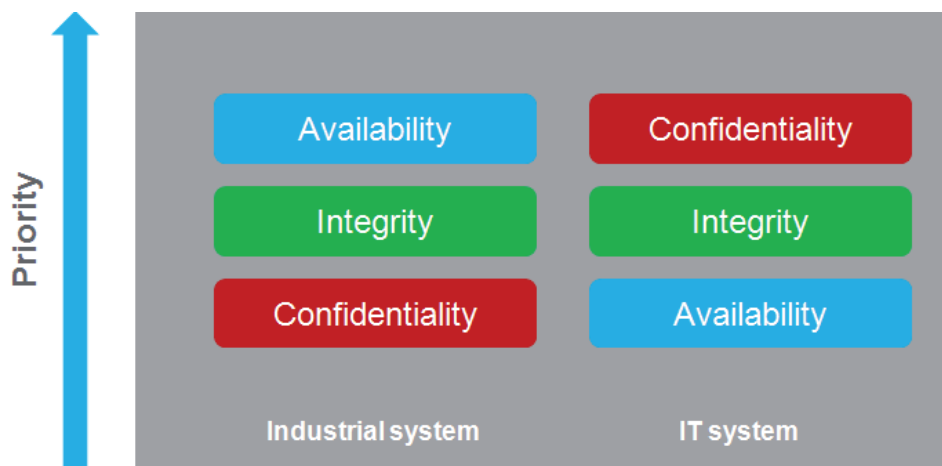 Priority
Availability
Confidentiality
Integrity
Integrity
Confidentiality
Availability
Industrial system
IT system